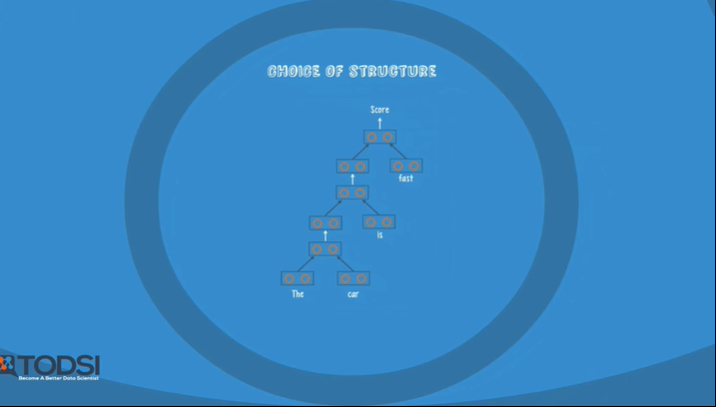 CHOICE OF STRUCTURE
Score
fast
is
The car
TODSI
Become A Better Data Scientist